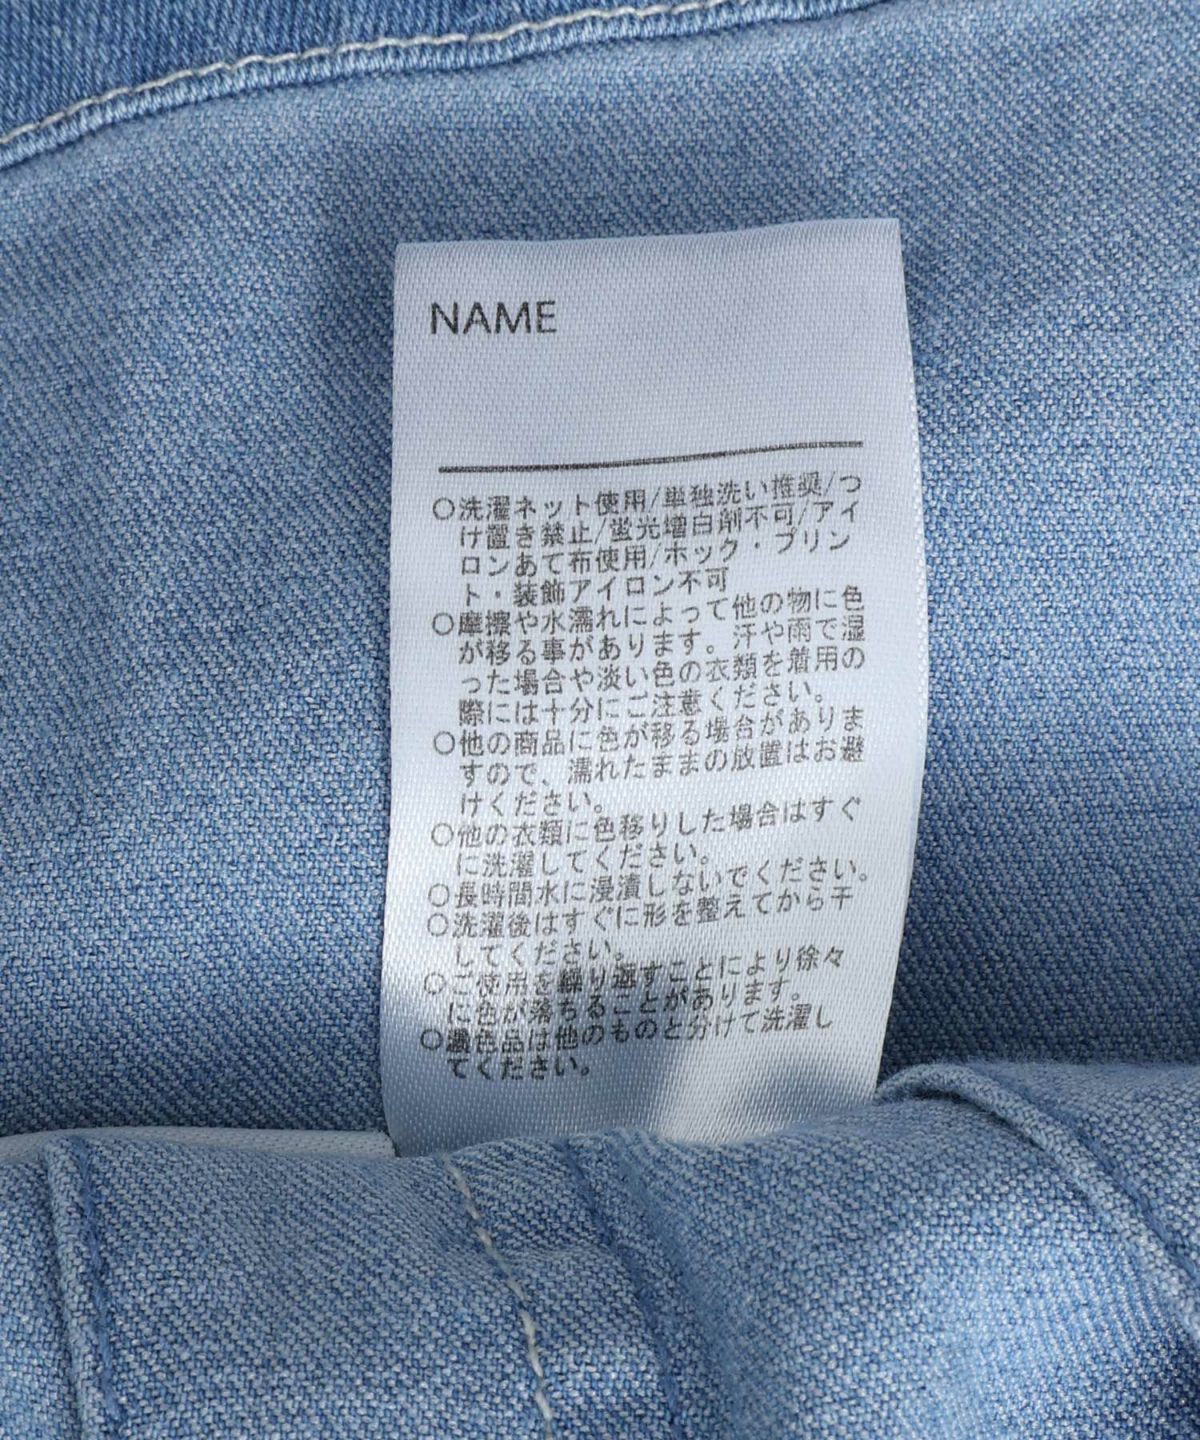 NAME
○洗濯ネット使用/単独洗い推奨/つ
け置き禁止/蛍光増白剤不可/アイ
ロンあて布使用/ホック・プリン
ト・装飾アイロン不可
○摩擦や水濡れによって他の物に色
が移る事があります。汗や雨で湿
った場合や淡い色の衣類を着用の
際には十分にご注意ください。
○他の商品に色が移る場合がありま
すので、濡れたままの放置はお避
けください。
○他の衣類に色移りした場合はすぐ
に洗濯してください。
○長時間水に浸漬しないでください。
○洗濯後はすぐに形を整えてから干
してください。
○ご使用を繰り返すことにより徐々
に色が落ちることがあります。
○濃色品は他のものと分けて洗濯し
てください。